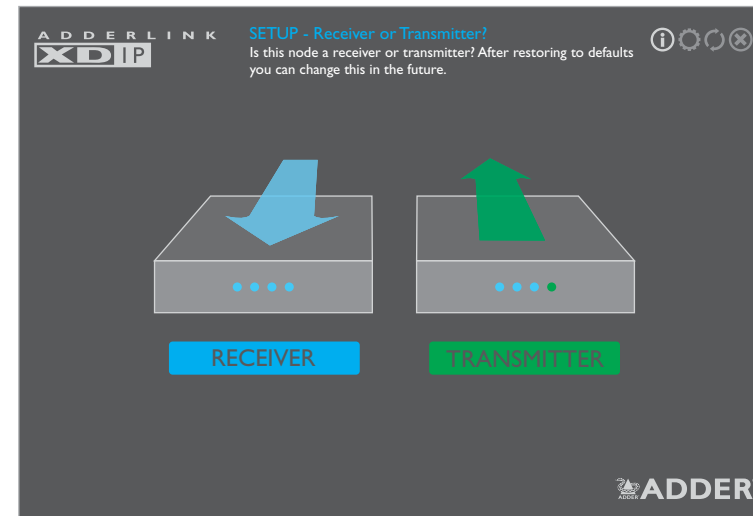 ADDERLINK
XDIP
SETUP - Receiver or Transmitter?
Is this node a receiver or transmitter? After restoring to defaults
you can change this in the future.
RECEIVER
TRANSMITTER
ADDER
ADDER